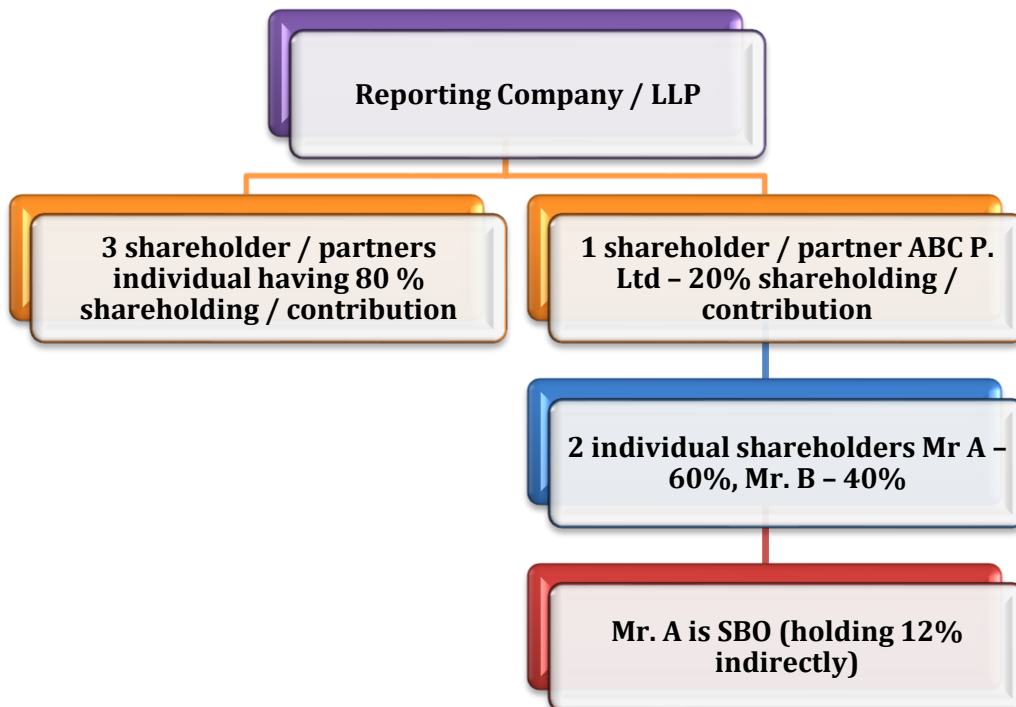 Reporting Company / LLP
3 shareholder / partners
individual having 80 %
shareholding / contribution
1 shareholder / partner ABC P.
Ltd – 20% shareholding /
contribution
2 individual shareholders Mr A –
60%, Mr. B – 40%
Mr. A is SBO (holding 12%
indirectly)